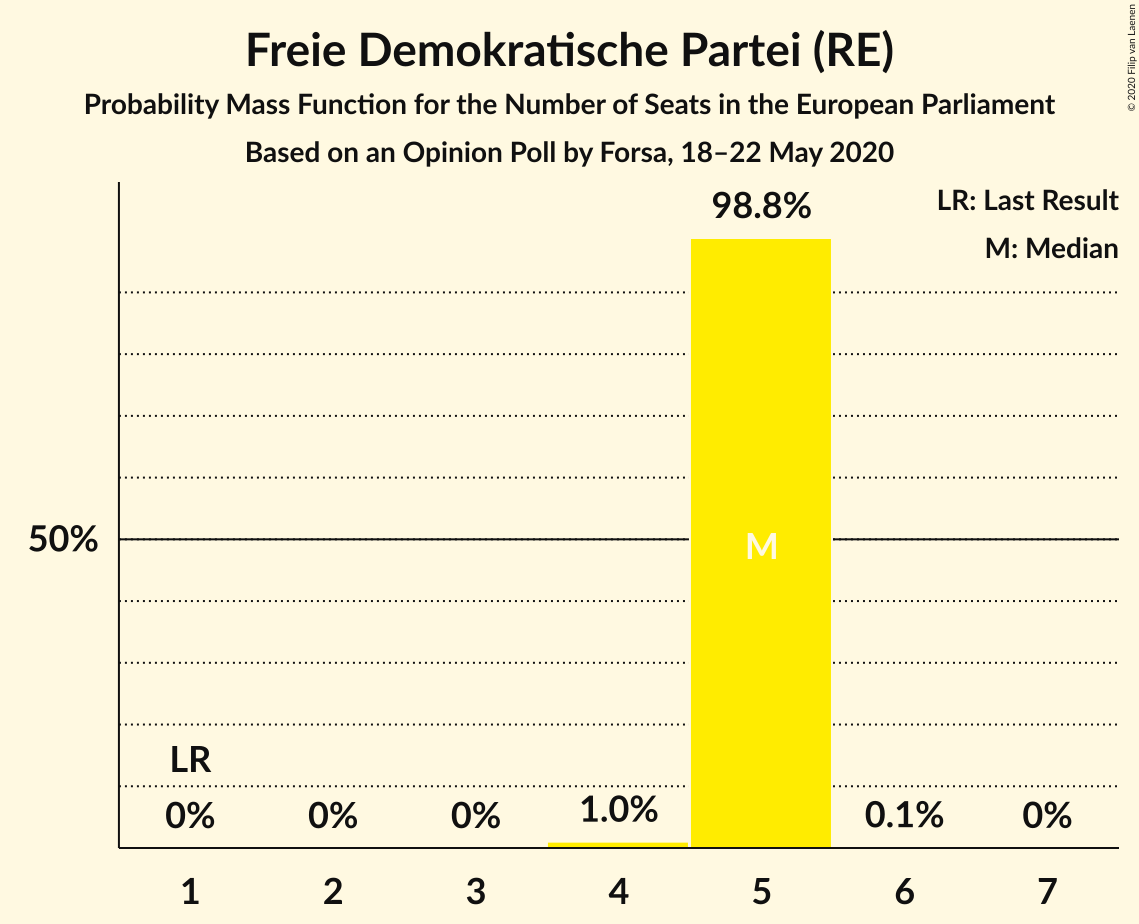 Freie Demokratische Partei (RE)
Probability Mass Function for the Number of Seats in the European Parliament
Based on an Opinion Poll by Forsa, 18–22 May 2020
© 2020 Filip van Laenen
LR: Last Result
M: Median
98.8%
50%
M
LR
0%
0%
0%
1.0%
0.1%
0%
1
2
3
4
5
6
7